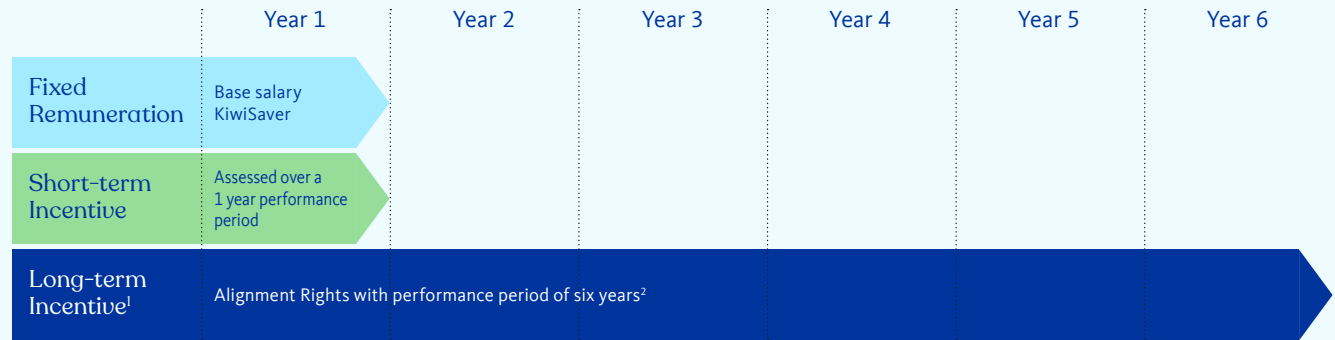 Year 1
Year 2
Year 3
Year 4
Year 5
Year 6
Fixed
Remuneration
Base salary
KiwiSaver
Short-term
Incentive
Assessed over a
1 year performance
period
Long-term
Incentive¹
Alignment Rights with performance period of six years²